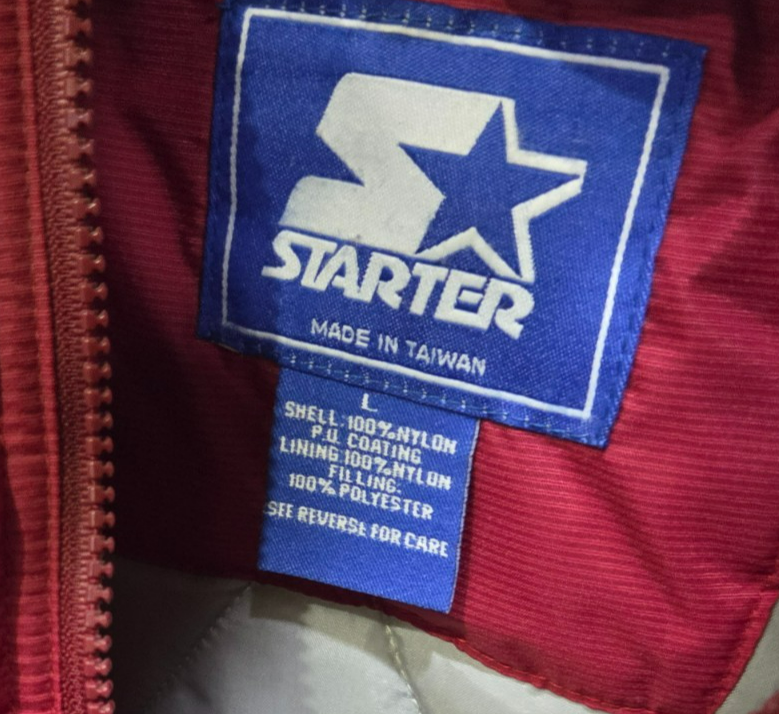 STARTER
MADE IN TAIWAN
L
SHELL:100%NYLON
P.U. COATING
LINING:100%NYLON
FILLING:
100%POLYESTER
SEE REVERSE FOR CARE